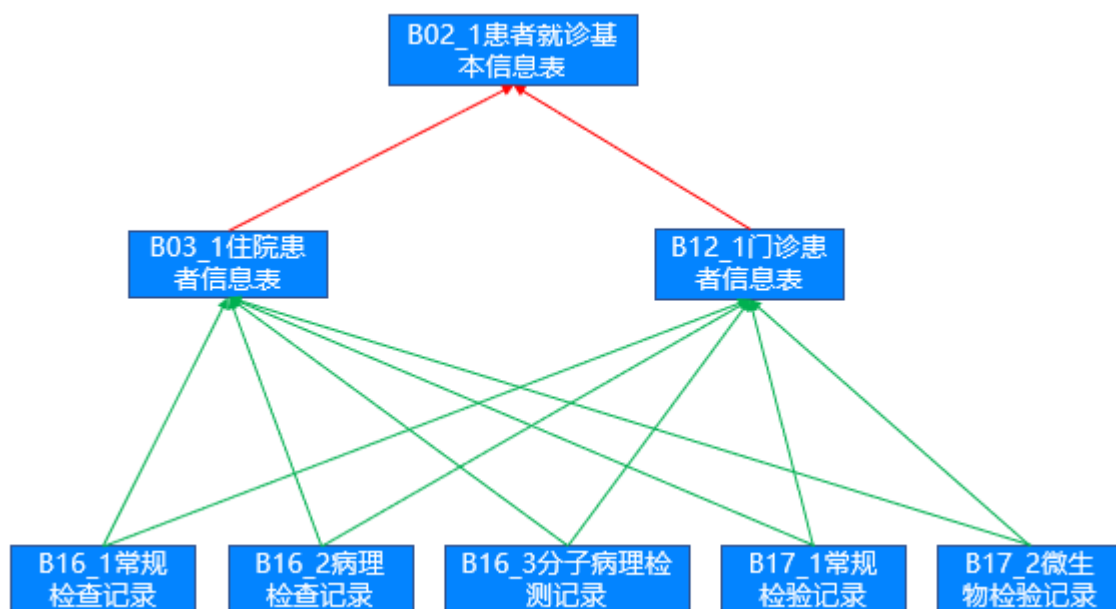 B02_1患者就诊基
本信息表
B03_1住院患
者信息表
B12_1门诊患
者信息表
B16_1常规
检查记录
B16_2病理
检查记录
B16_3分子病理检
测记录
B17_1常规
检验记录
B17_2微生
物检验记录